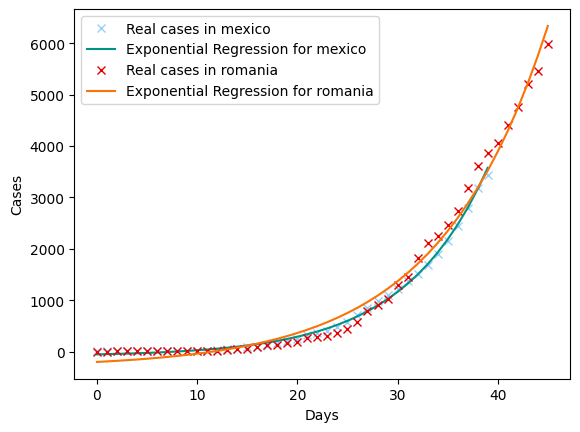 Real cases in mexico
Exponential Regression for mexico
Real cases in romania
Exponential Regression for romania
6000
5000
4000
3000
2000
1000
0
Cases
0 10 20 30 40
Days